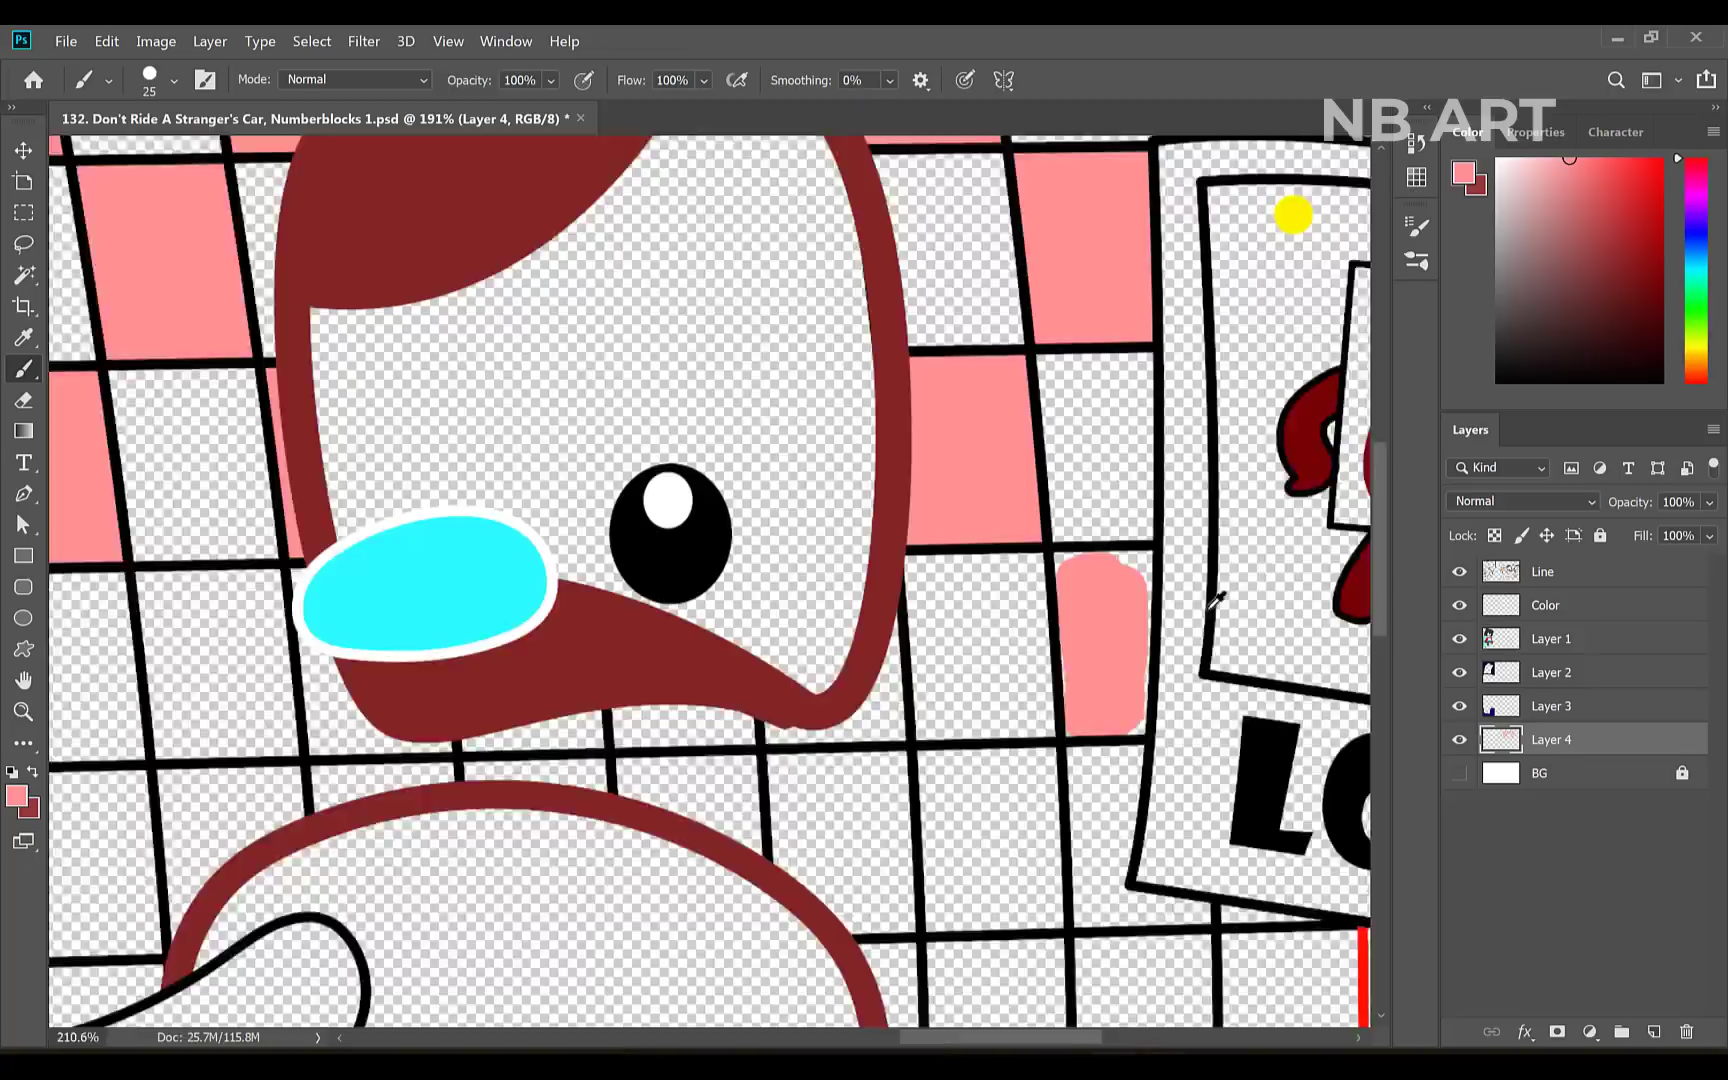 Ps File Edit Image Layer Type Select Filter 3D View Window Help
25 Mode: Normal Opacity: 100% Flow: 100% Smoothing: 0%
132. Don't Ride A Stranger's Car, Numberblocks 1.psd @ 191% (Layer 4, RGB/8) *
NB ART
Color Properties Character
Layers
Kind
Normal Opacity: 100%
Lock: Fill: 100%
Line
Color
Layer 1
Layer 2
Layer 3
Layer 4
BG
LO
210.6% Doc: 25.7M/115.8M
fx